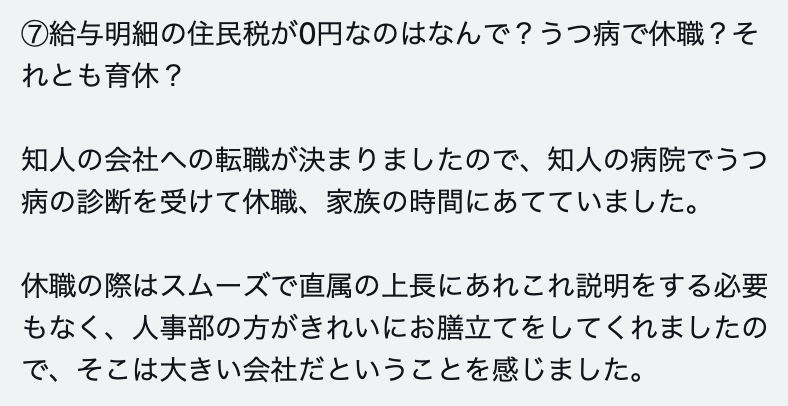 ⑦給与明細の住民税が0円なのはなんで？うつ病で休職？そ
れとも育休？
知人の会社への転職が決まりましたので、知人の病院でうつ
病の診断を受けて休職、家族の時間にあてていました。
休職の際はスムーズで直属の上長にあれこれ説明をする必要
もなく、人事部の方がきれいにお膳立てをしてくれましたの
で、そこは大きい会社だということを感じました。